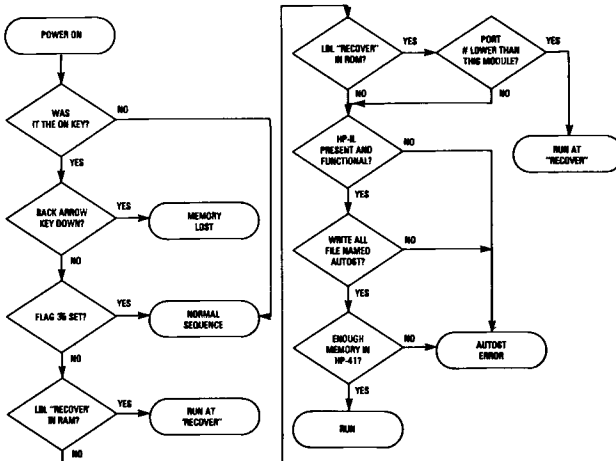 POWER ON
WAS
IT THE ON KEY?
NO
YES
BACK ARROW
KEY DOWN?
YES
MEMORY
LOST
NO
FLAG 36 SET?
YES
NORMAL
SEQUENCE
NO
LBL "RECOVER'
IN RAM?
YES
RUN AT
"RECOVER"
NO
LBL "RECOVER"
IN ROM?
YES
PORT
# LOWER THAN
THIS MODULE?
YES
NO
NO
RUN AT
"RECOVER"
HP-IL
PRESENT AND
FUNCTIONAL?
NO
YES
WRITE ALL
FILE NAMED
AUTOST?
NO
YES
ENOUGH
MEMORY IN
HP-41?
NO
AUTOST
ERROR
YES
RUN